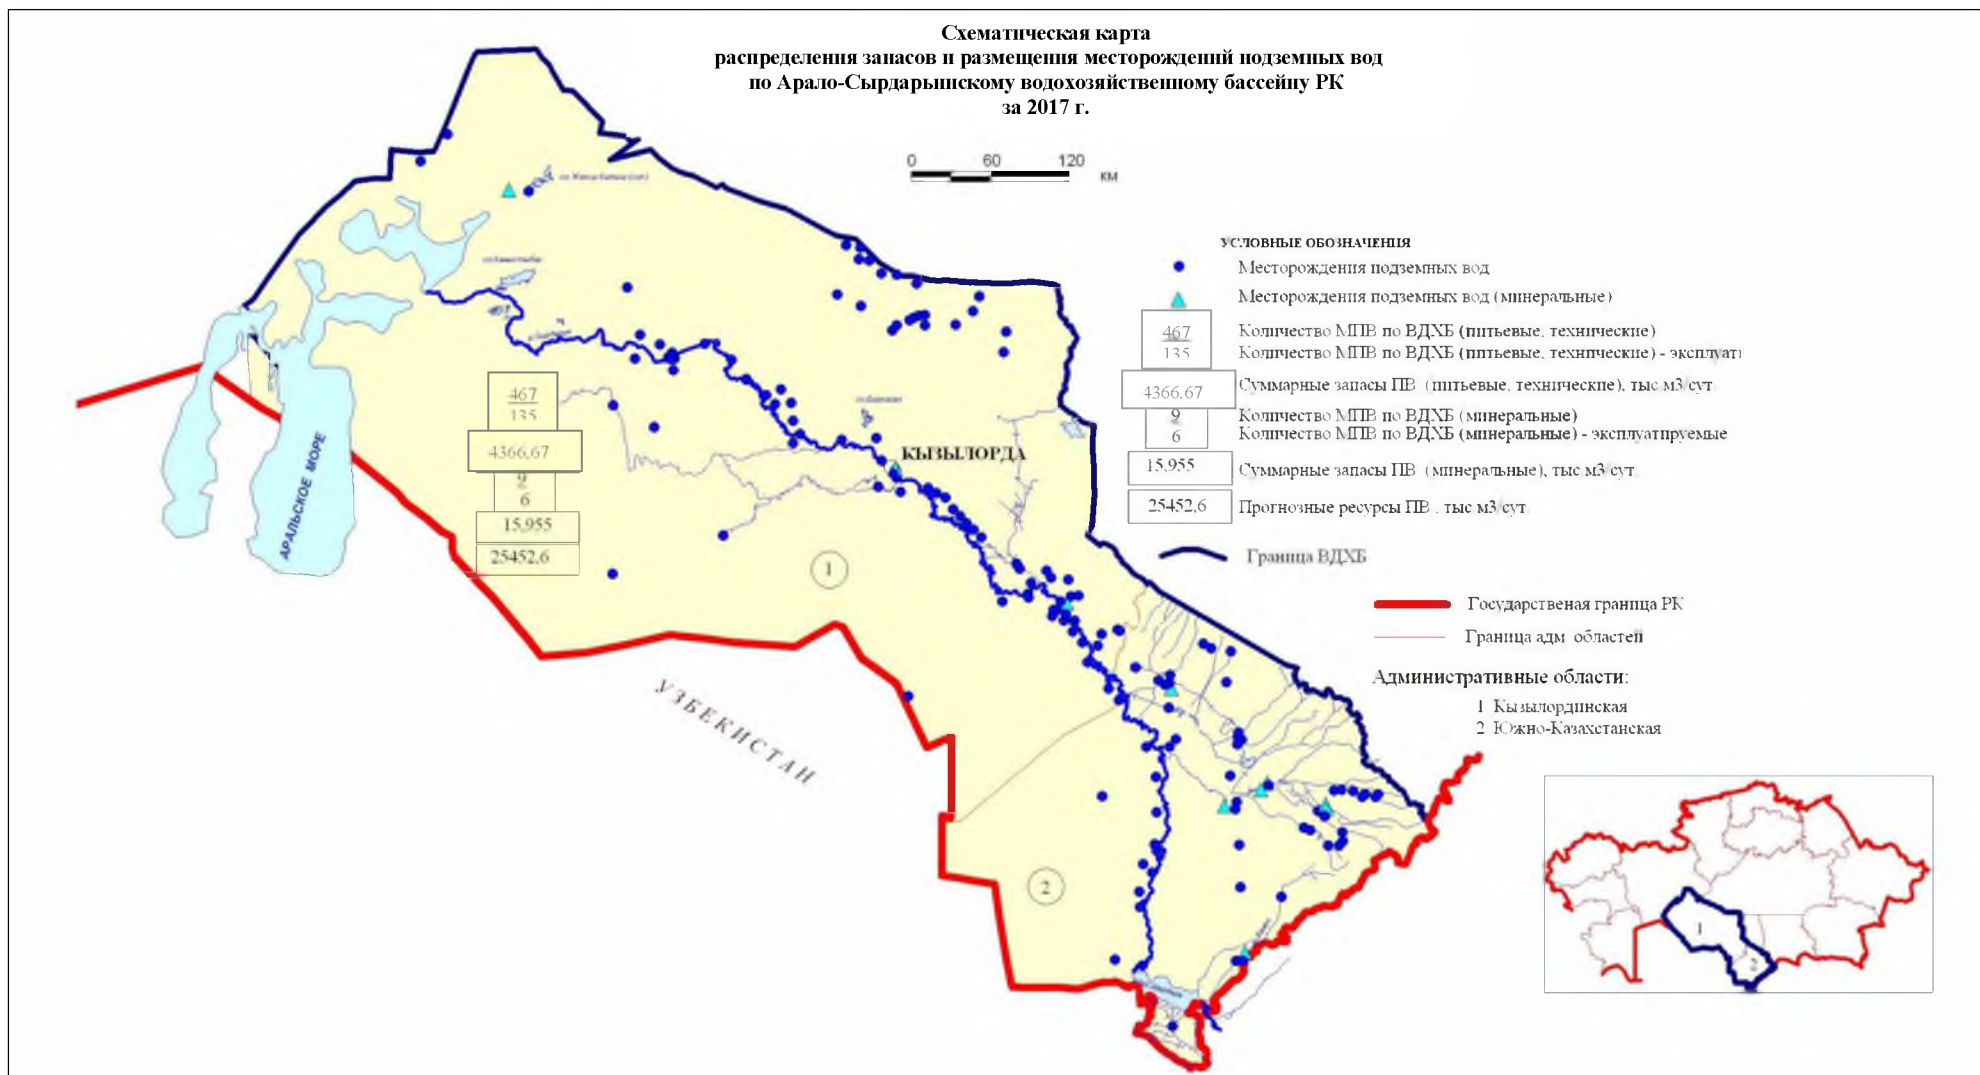 Схематическая карта
распределения запасов и размещения месторождений подземных вод
по Арало-Сырдарьинскому водохозяйственному бассейну РК
за 2017 г.
0 60 120
км
УСЛОВНЫЕ ОБОЗНАЧЕНИЯ
Месторождения подземных вод
Месторождения подземных вод (минеральные)
467 Количество МПВ по ВДХБ (питьевые, технические)
135 Количество МПВ по ВДХБ (питьевые, технические) - эксплуат
4366.67 Суммарные запасы ПВ (питьевые, технические), тыс м3/сут
9 Количество МПВ по ВДХБ (минеральные)
6 Количество МПВ по ВДХБ (минеральные) - эксплуатируемые
15,955 Суммарные запасы ПВ (минеральные), тыс м3/сут
25452,6 Прогнозные ресурсы ПВ, тыс м3/сут
Граница ВДХБ
Государственая граница РК
Граница адм областей
Административные области:
1 Кызылординская
2 Южно-Казахстанская
467
135
4366,67
9
6
15,955
25452,6
КЫЗЫЛОРДА
АРАЛЬСКОЕ МОРЕ
УЗБЕКИСТАН
1
2
1
2